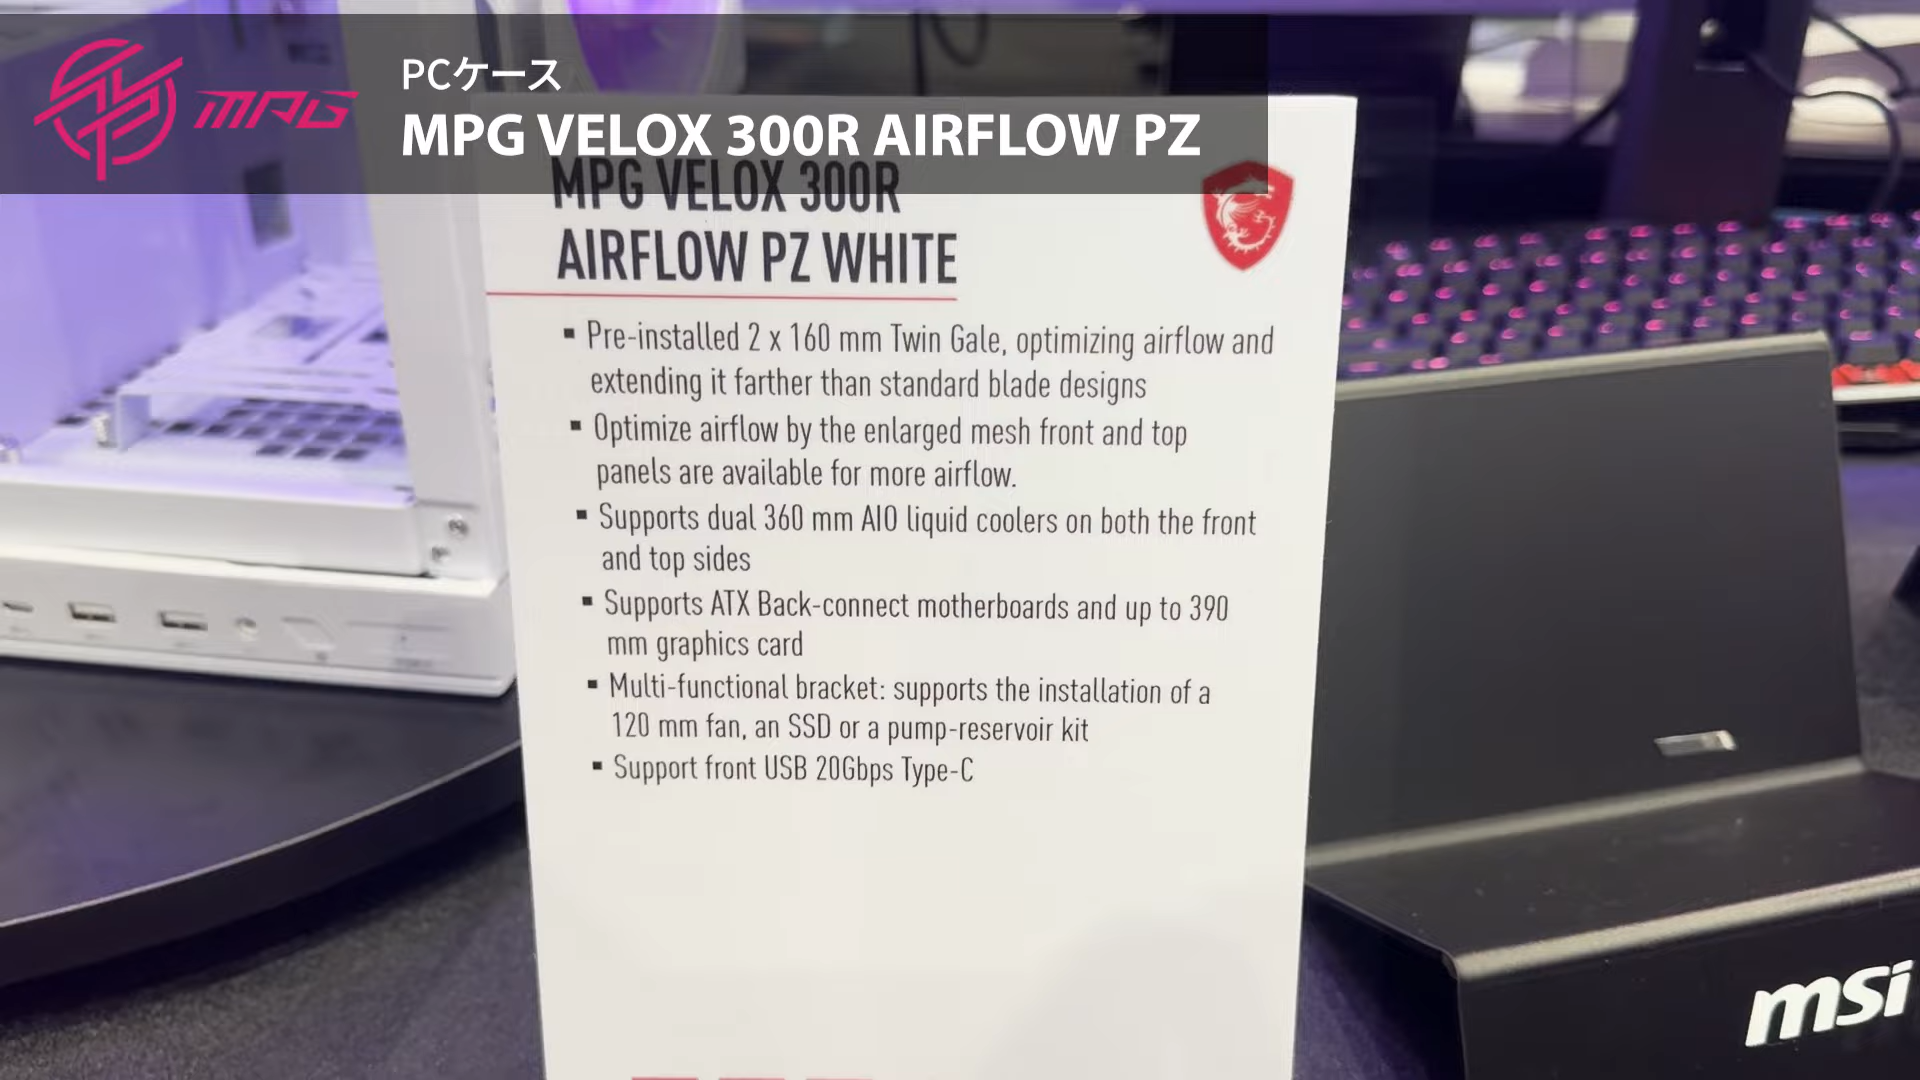 MPG
PCケース
MPG VELOX 300R AIRFLOW PZ
MPG VELOX 300R
AIRFLOW PZ WHITE
▪ Pre-installed 2 x 160 mm Twin Gale, optimizing airflow and
extending it farther than standard blade designs
▪ Optimize airflow by the enlarged mesh front and top
panels are available for more airflow.
▪ Supports dual 360 mm AIO liquid coolers on both the front
and top sides
▪ Supports ATX Back-connect motherboards and up to 390
mm graphics card
▪ Multi-functional bracket: supports the installation of a
120 mm fan, an SSD or a pump-reservoir kit
▪ Support front USB 20Gbps Type-C
msi